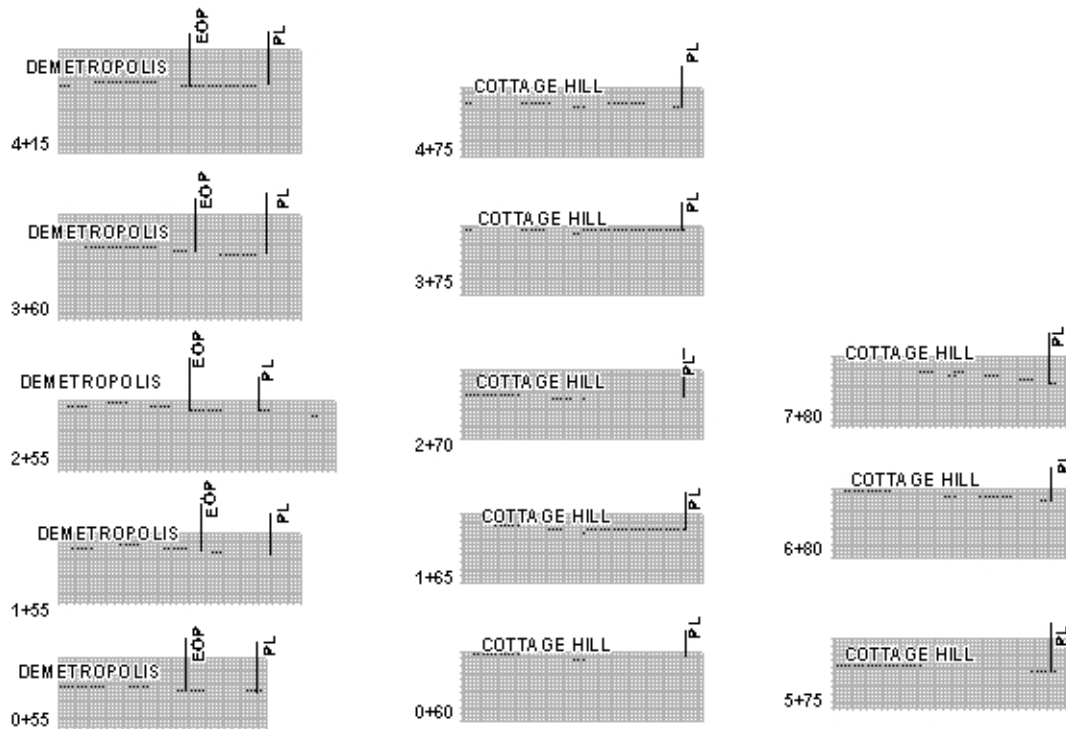 EOP
PL
DEMETROPOLIS
4+15
EOP
PL
DEMETROPOLIS
3+60
EOP
PL
DEMETROPOLIS
2+55
EOP
PL
DEMETROPOLIS
1+55
EOP
PL
DEMETROPOLIS
0+55
PL
COTTAGE HILL
4+75
PL
COTTAGE HILL
3+75
PL
COTTAGE HILL
2+70
PL
COTTAGE HILL
1+65
PL
COTTAGE HILL
0+60
PL
COTTAGE HILL
7+80
PL
COTTAGE HILL
6+80
PL
COTTAGE HILL
5+75